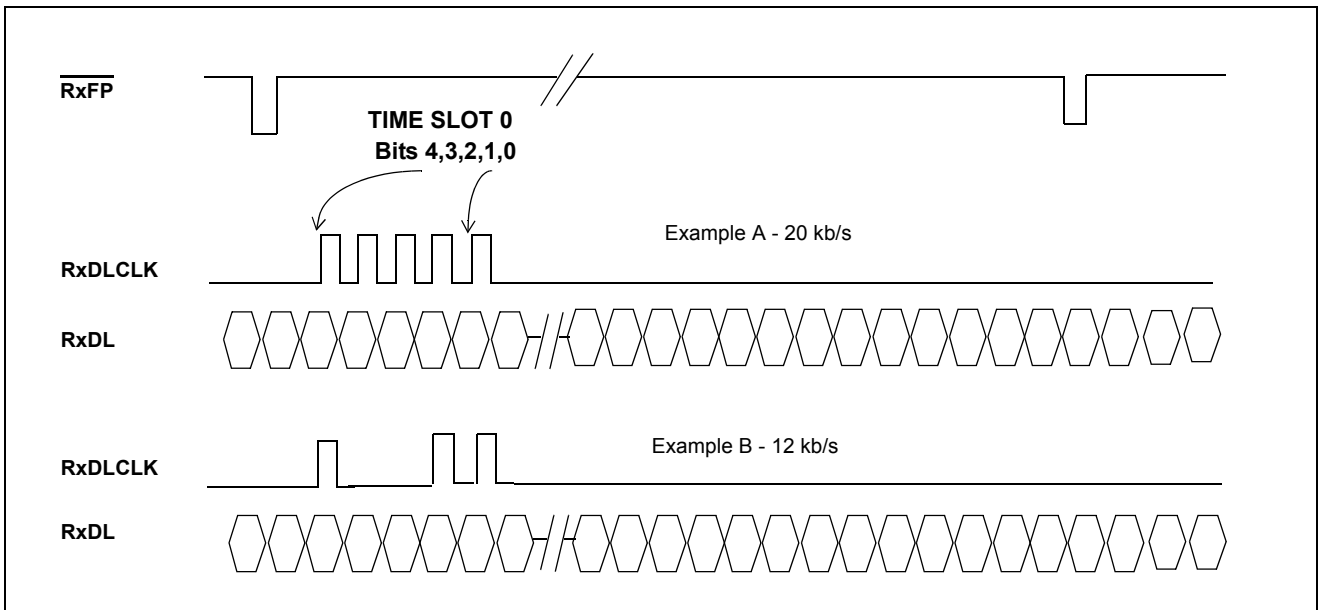 RxFP
TIME SLOT 0
Bits 4,3,2,1,0
Example A - 20 kb/s
RxDLCLK
RxDL
Example B - 12 kb/s
RxDLCLK
RxDL